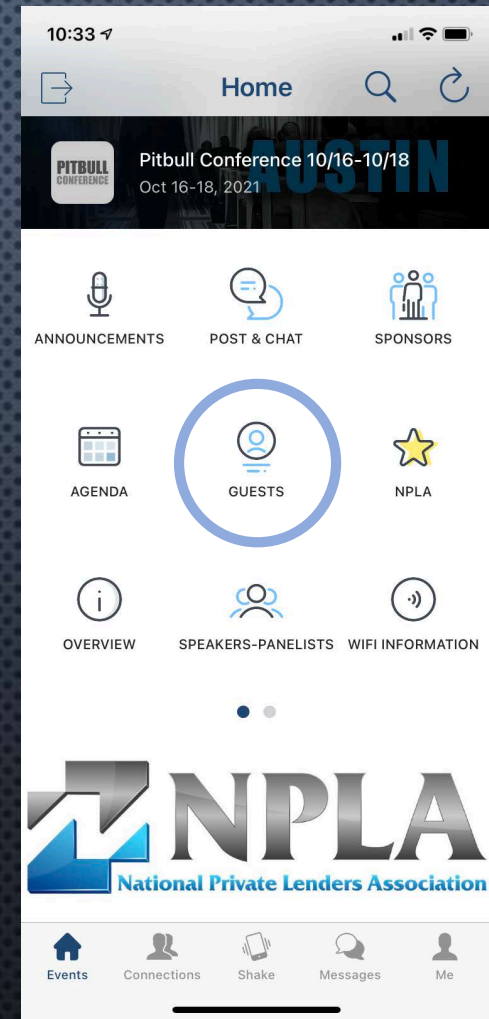 10:33
Home
AUSTIN
PITBULL
CONFERENCE
Pitbull Conference 10/16-10/18
Oct 16-18, 2021
ANNOUNCEMENTS
POST & CHAT
SPONSORS
AGENDA
GUESTS
NPLA
OVERVIEW
SPEAKERS-PANELISTS
WIFI INFORMATION
NPLA
National Private Lenders Association
Events
Connections
Shake
Messages
Me